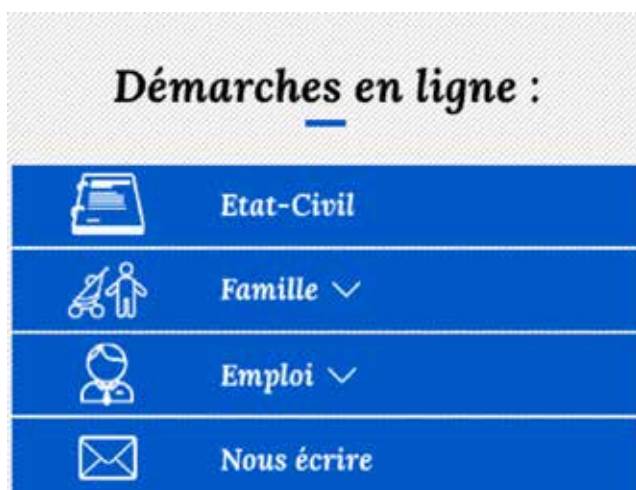 Démarches en ligne :
Etat-Civil
Famille
Emploi
Nous écrire